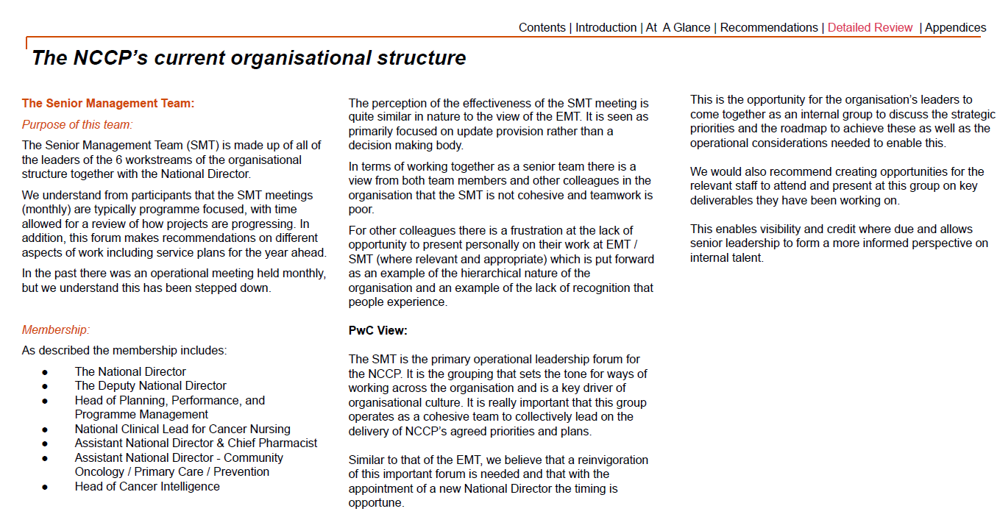 Contents | Introduction | At A Glance | Recommendations | Detailed Review | Appendices
The NCCP’s current organisational structure
The Senior Management Team:
Purpose of this team:
The Senior Management Team (SMT) is made up of all of
the leaders of the 6 workstreams of the organisational
structure together with the National Director.
We understand from participants that the SMT meetings
(monthly) are typically programme focused, with time
allowed for a review of how projects are progressing. In
addition, this forum makes recommendations on different
aspects of work including service plans for the year ahead.
In the past there was an operational meeting held monthly,
but we understand this has been stepped down.
Membership:
As described the membership includes:
● The National Director
● The Deputy National Director
● Head of Planning, Performance, and
Programme Management
● National Clinical Lead for Cancer Nursing
● Assistant National Director & Chief Pharmacist
● Assistant National Director - Community
Oncology / Primary Care / Prevention
● Head of Cancer Intelligence
The perception of the effectiveness of the SMT meeting is
quite similar in nature to the view of the EMT. It is seen as
primarily focused on update provision rather than a
decision making body.
In terms of working together as a senior team there is a
view from both team members and other colleagues in the
organisation that the SMT is not cohesive and teamwork is
poor.
For other colleagues there is a frustration at the lack of
opportunity to present personally on their work at EMT /
SMT (where relevant and appropriate) which is put forward
as an example of the hierarchical nature of the
organisation and an example of the lack of recognition that
people experience.
PwC View:
The SMT is the primary operational leadership forum for
the NCCP. It is the grouping that sets the tone for ways of
working across the organisation and is a key driver of
organisational culture. It is really important that this group
operates as a cohesive team to collectively lead on the
delivery of NCCP’s agreed priorities and plans.
Similar to that of the EMT, we believe that a reinvigoration
of this important forum is needed and that with the
appointment of a new National Director the timing is
opportune.
This is the opportunity for the organisation’s leaders to
come together as an internal group to discuss the strategic
priorities and the roadmap to achieve these as well as the
operational considerations needed to enable this.
We would also recommend creating opportunities for the
relevant staff to attend and present at this group on key
deliverables they have been working on.
This enables visibility and credit where due and allows
senior leadership to form a more informed perspective on
internal talent.